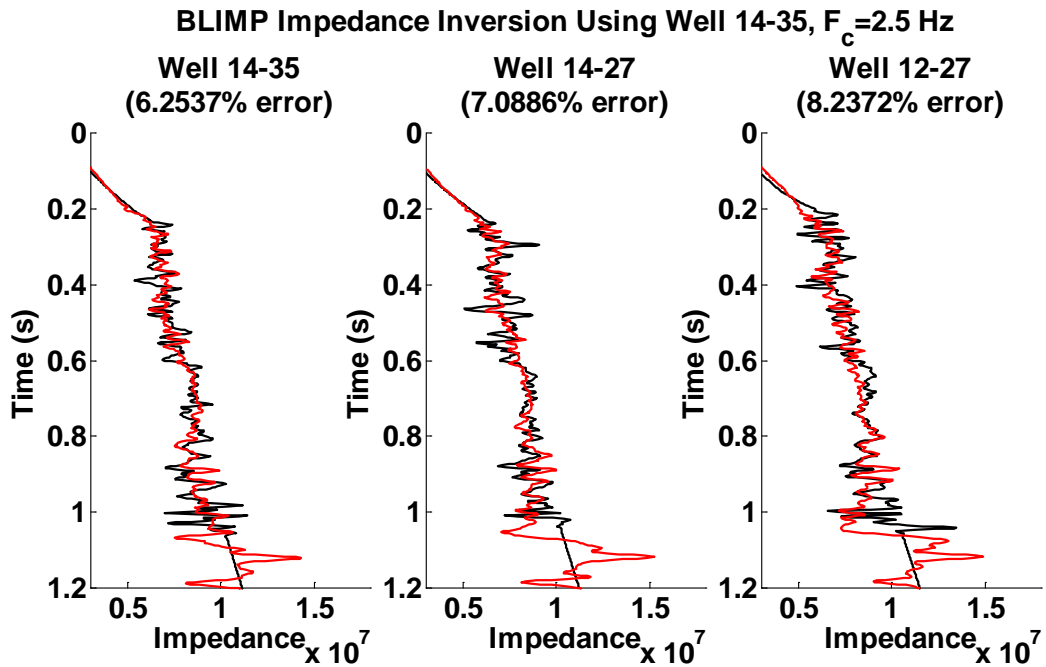 BLIMP Impedance Inversion Using Well 14-35, F_c=2.5 Hz
Well 14-35
(6.2537% error)
Well 14-27
(7.0886% error)
Well 12-27
(8.2372% error)
0
0.2
0.4
0.6
0.8
1
1.2
Time (s)
0.5 1 1.5
Impedance x 10^7
0
0.2
0.4
0.6
0.8
1
1.2
Time (s)
0.5 1 1.5
Impedance x 10^7
0
0.2
0.4
0.6
0.8
1
1.2
Time (s)
0.5 1 1.5
Impedance x 10^7